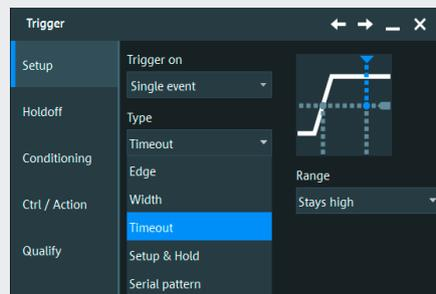 Trigger
Setup
Holdoff
Conditioning
Ctrl / Action
Qualify
Trigger on
Single event
Type
Timeout
Edge
Width
Timeout
Setup & Hold
Serial pattern
Range
Stays high